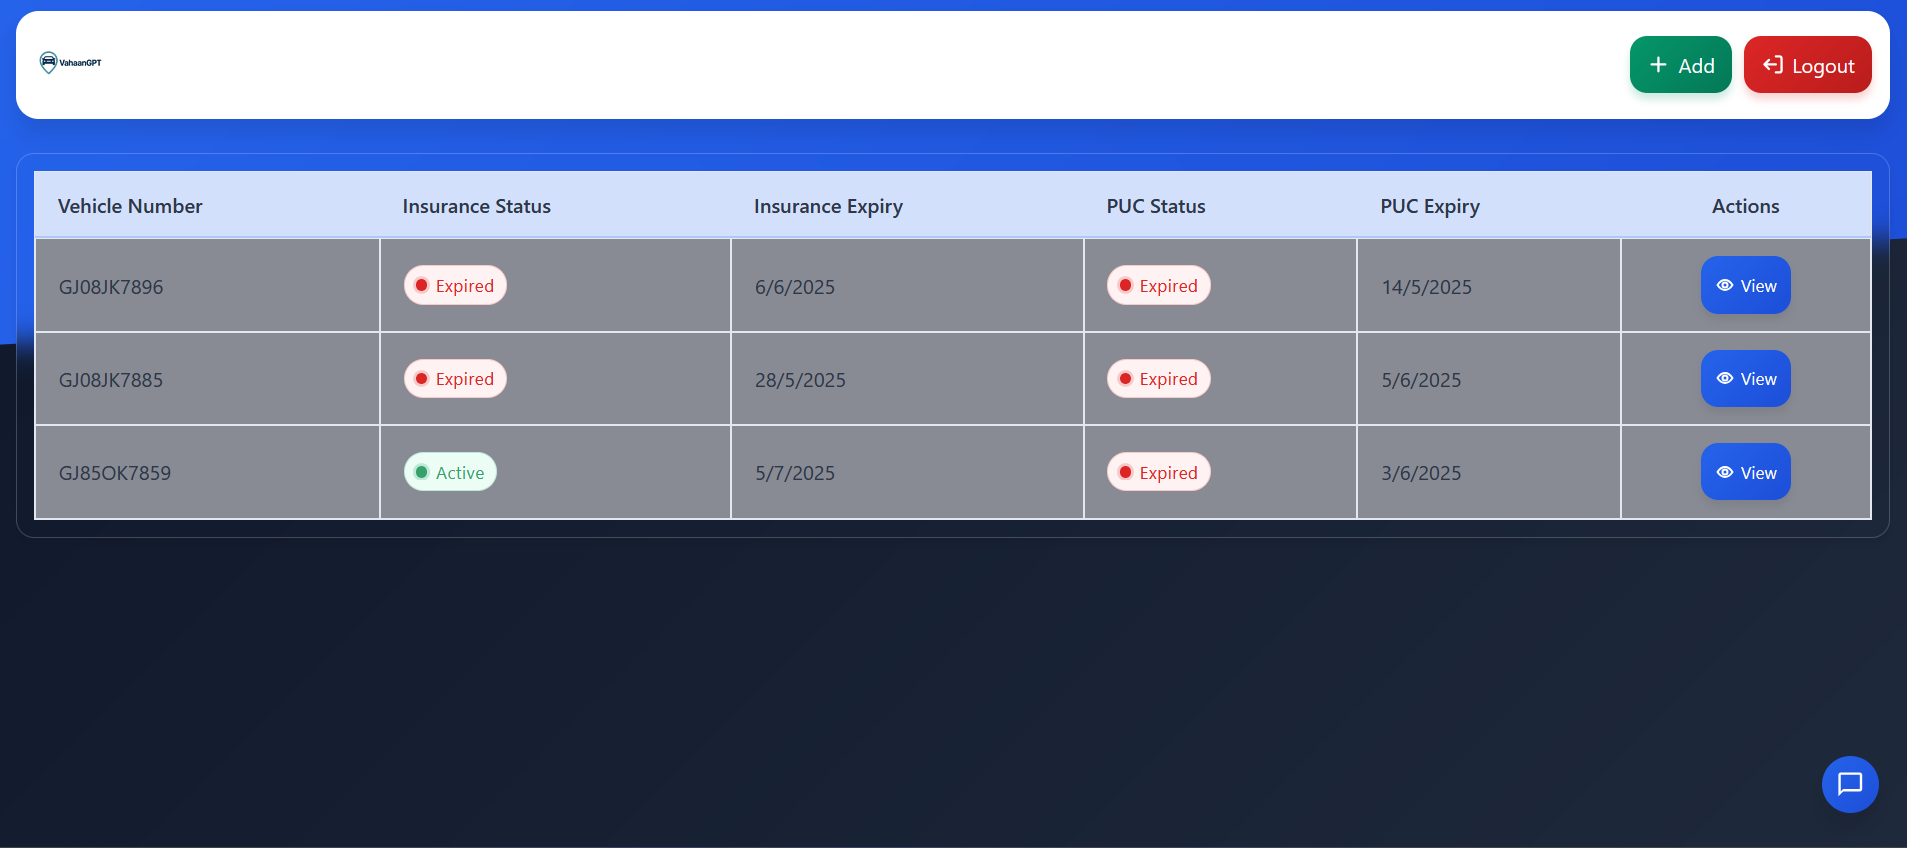 VahaanGPT
Add
Logout
Vehicle Number Insurance Status Insurance Expiry PUC Status PUC Expiry Actions
GJ08JK7896 Expired 6/6/2025 Expired 14/5/2025 View
GJ08JK7885 Expired 28/5/2025 Expired 5/6/2025 View
GJ85OK7859 Active 5/7/2025 Expired 3/6/2025 View